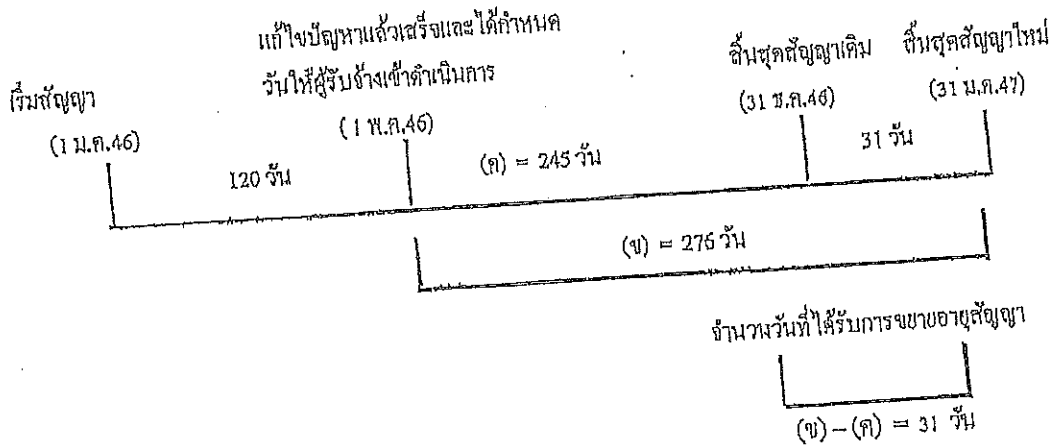 แก้ไขปัญหาแล้วเสร็จและได้กำหนด
วันให้ผู้รับจ้างเข้าดำเนินการ
เริ่มสัญญา
สิ้นสุดสัญญาเดิม สิ้นสุดสัญญาใหม่
(1 ม.ค.46)
(1 พ.ค.46)
(31 ธ.ค.46)
(31 ม.ค.47)
120 วัน
(ค) = 245 วัน
31 วัน
(ข) = 276 วัน
จำนวนวันที่ได้รับการขยายอายุสัญญา
(ข) – (ค) = 31 วัน